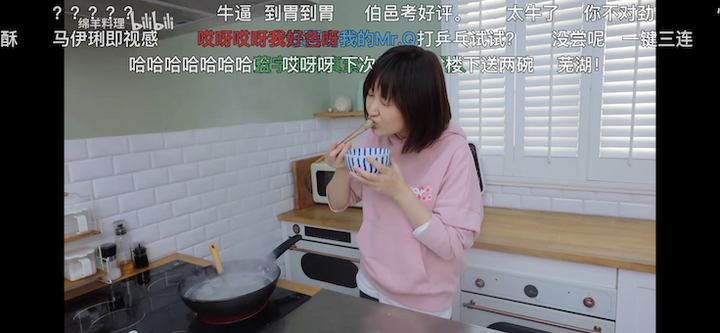 ？？？？？ 牛逼 到胃到胃 伯邑考好评。 太牛了 你不对劲
绵羊料理 bilibili
酥 马伊琍即视感 哎呀哎呀我好色呀我的Mr.Q打乒乓试试? 没尝呢 一键三连
哈哈哈哈哈哈哈 哎呀呀 下次 楼下送两碗 芜湖！